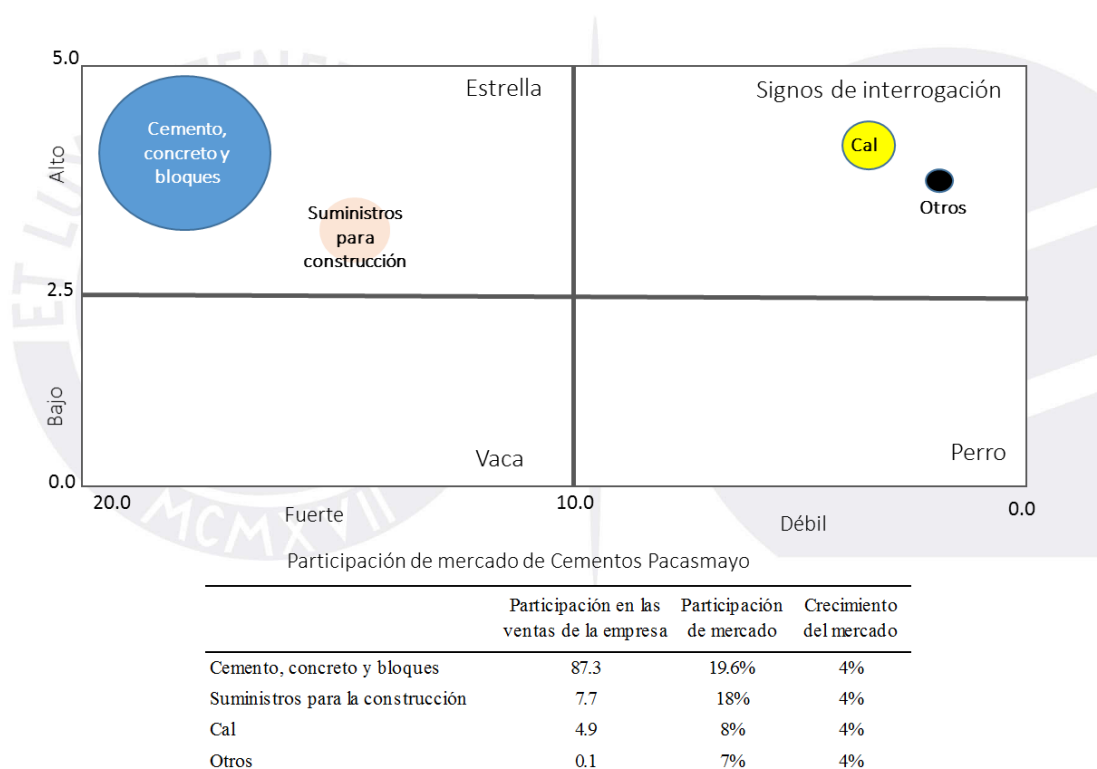 5.0
Estrella
Signos de interrogación
Cemento,
concreto y
bloques
Cal
Alto
Suministros
para
construcción
Otros
2.5
Bajo
Vaca
Perro
0.0
20.0
10.0
0.0
Fuerte
Débil
ET LU
MCMXVII
Participación de mercado de Cementos Pacasmayo
Participación en las Participación Crecimiento
ventas de la empresa de mercado del mercado
Cemento, concreto y bloques 87.3 19.6% 4%
Suministros para la construcción 7.7 18% 4%
Cal 4.9 8% 4%
Otros 0.1 7% 4%